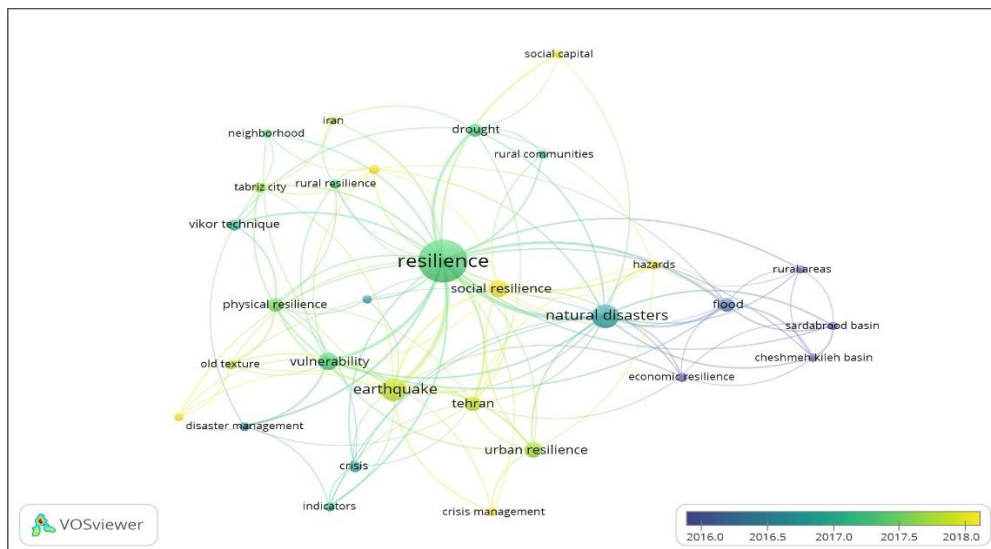 social capital
iran
neighborhood
drought
rural communities
tabriz city
rural resilience
vikor technique
resilience
hazards
rural areas
social resilience
physical resilience
natural disasters
flood
sardabrood basin
old texture
vulnerability
cheshmeh kileh basin
economic resilience
earthquake
tehran
disaster management
urban resilience
crisis
indicators
crisis management
VOSviewer
2016.0 2016.5 2017.0 2017.5 2018.0